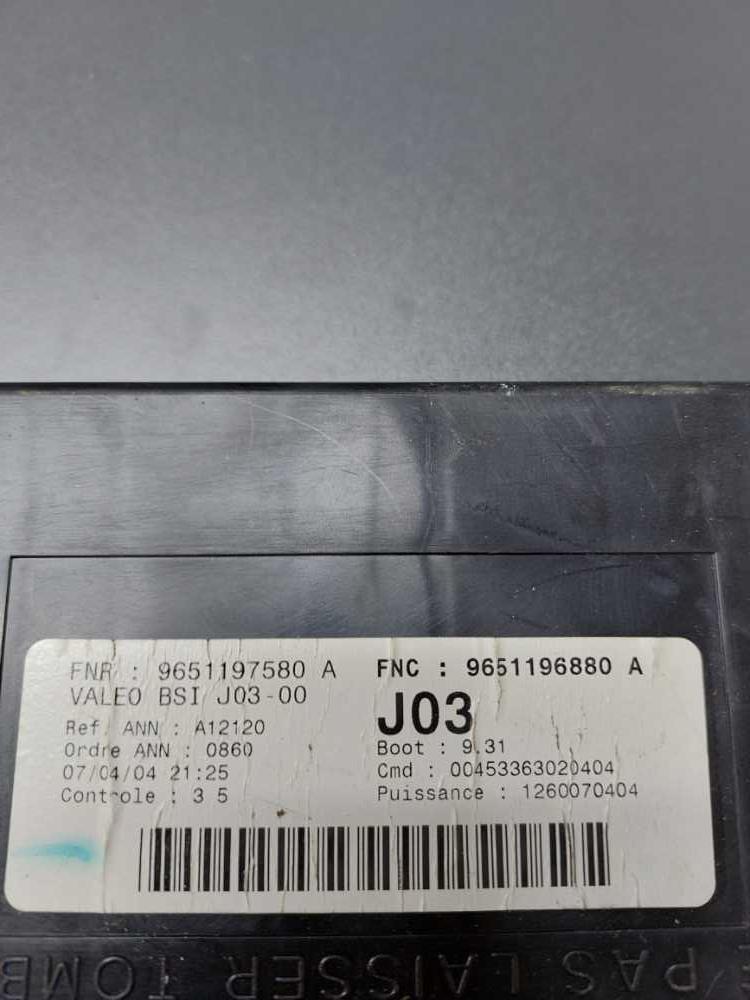 FNR : 9651197580 A
VALEO BSI J03-00
Ref. ANN : A12120
Ordre ANN : 0860
07/04/04 21:25
Controle : 3 5
FNC : 9651196880 A
J03
Boot : 9.31
Cmd : 00453363020404
Puissance : 1260070404
PAS LAISSER TOMB